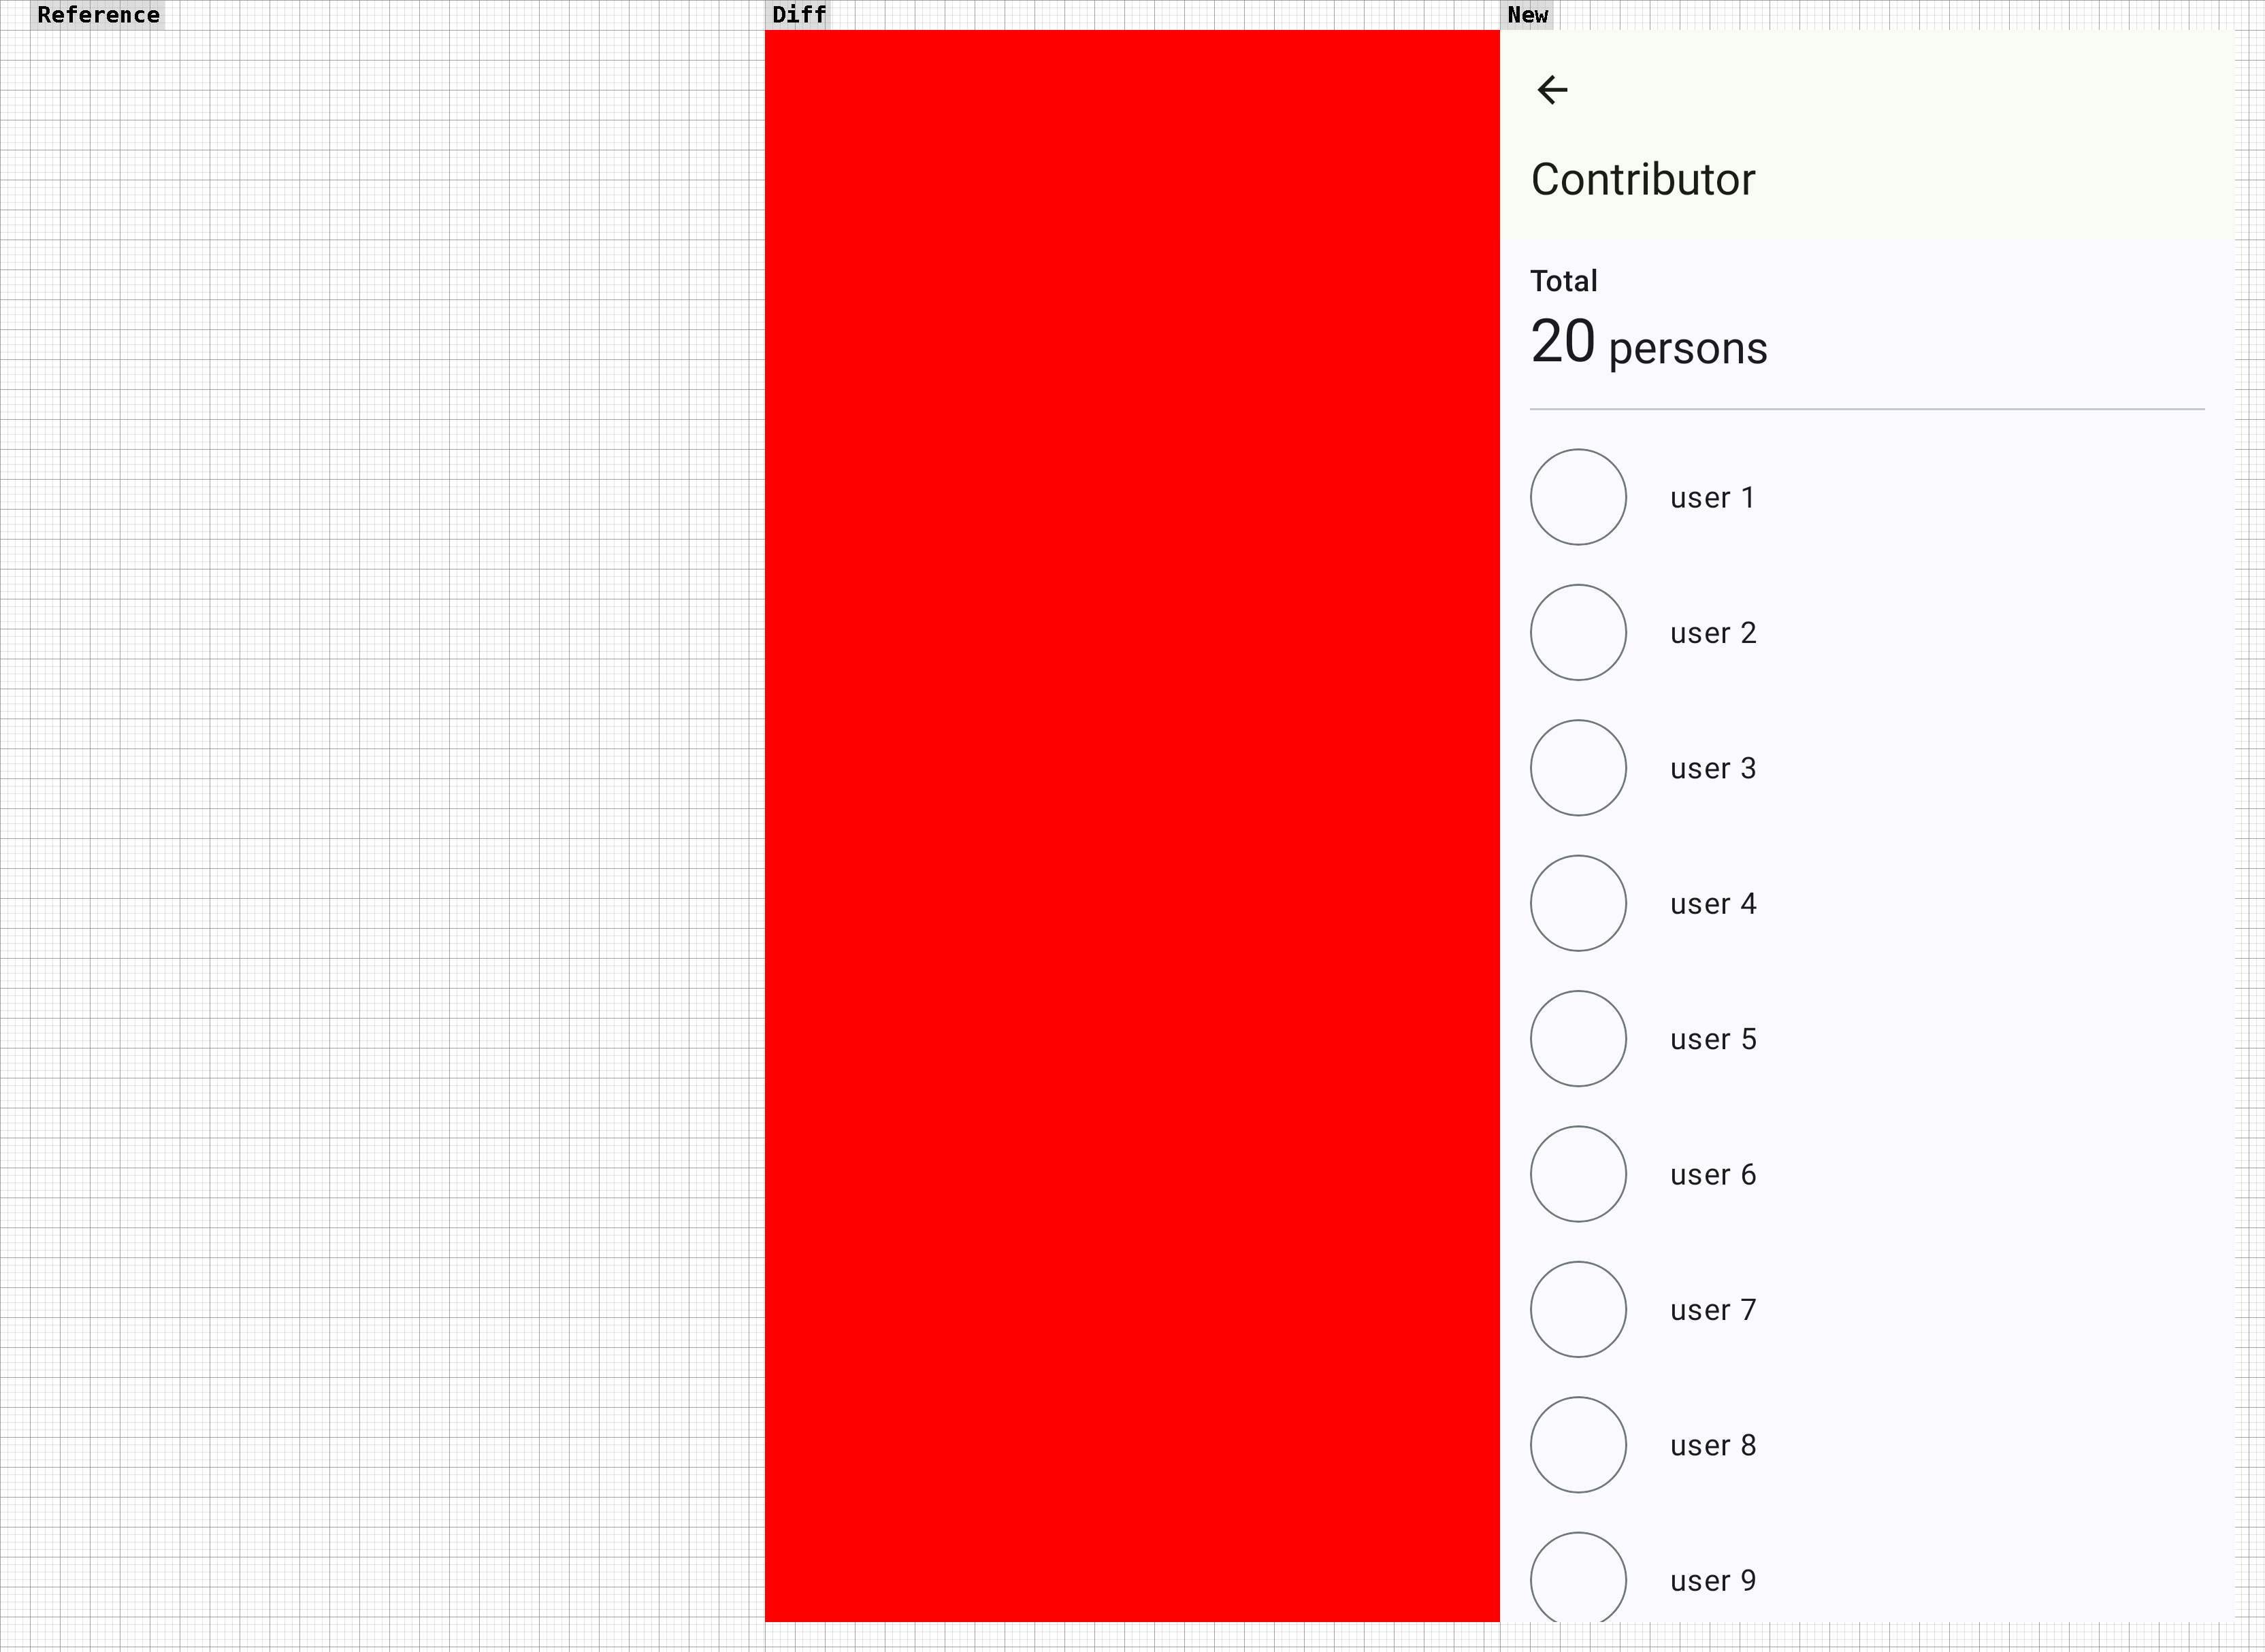 Reference
Diff
New
Contributor
Total
20 persons
user 1
user 2
user 3
user 4
user 5
user 6
user 7
user 8
user 9